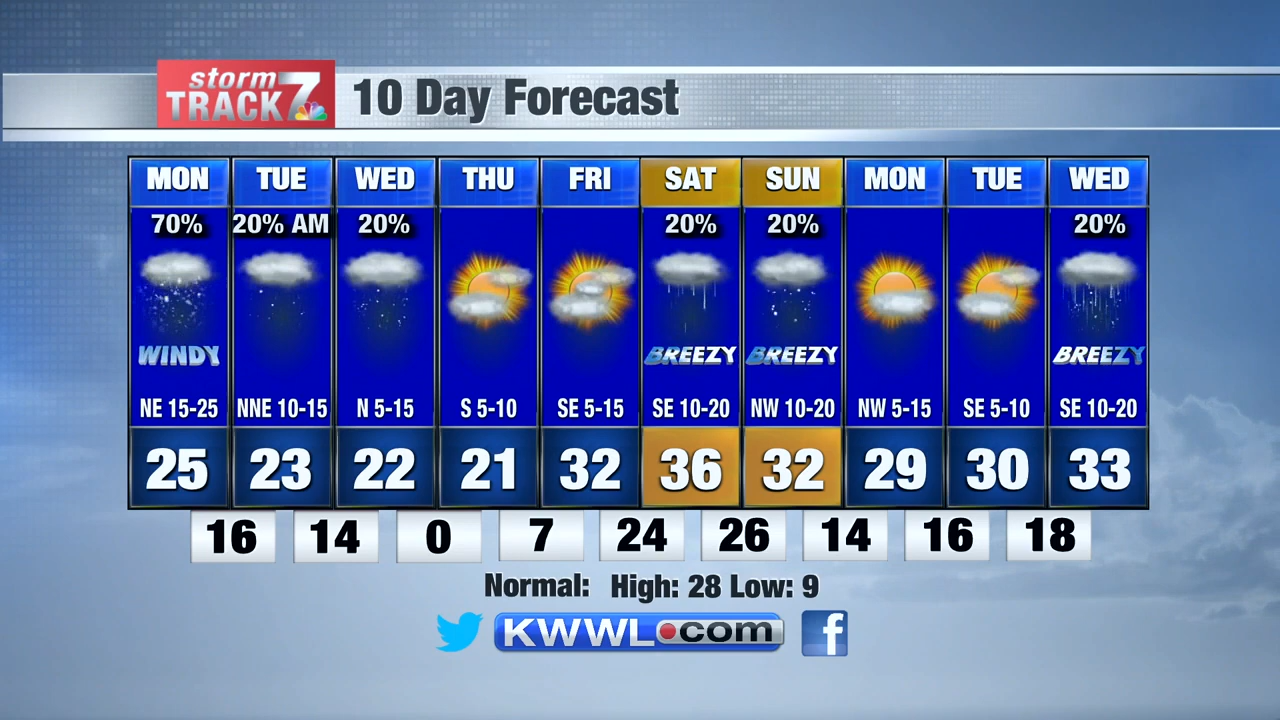 storm
TRACK 7
10 Day Forecast
MON TUE WED THU FRI SAT SUN MON TUE WED
70% 20% AM 20% 20% 20% 20%
WINDY BREEZY BREEZY BREEZY
NE 15-25 NNE 10-15 N 5-15 S 5-10 SE 5-15 SE 10-20 NW 10-20 NW 5-15 SE 5-10 SE 10-20
25 23 22 21 32 36 32 29 30 33
16 14 0 7 24 26 14 16 18
Normal: High: 28 Low: 9
KWWL.com f